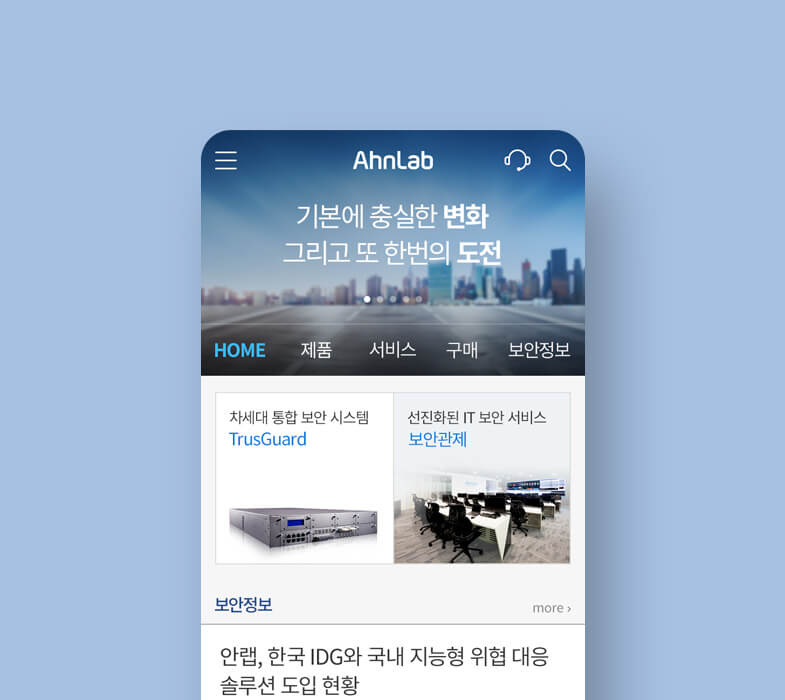 AhnLab
기본에 충실한 변화
그리고 또 한번의 도전
HOME 제품 서비스 구매 보안정보
차세대 통합 보안 시스템
TrusGuard
선진화된 IT 보안 서비스
보안관제
보안정보
more ›
안랩, 한국 IDG와 국내 지능형 위협 대응
솔루션 도입 현황